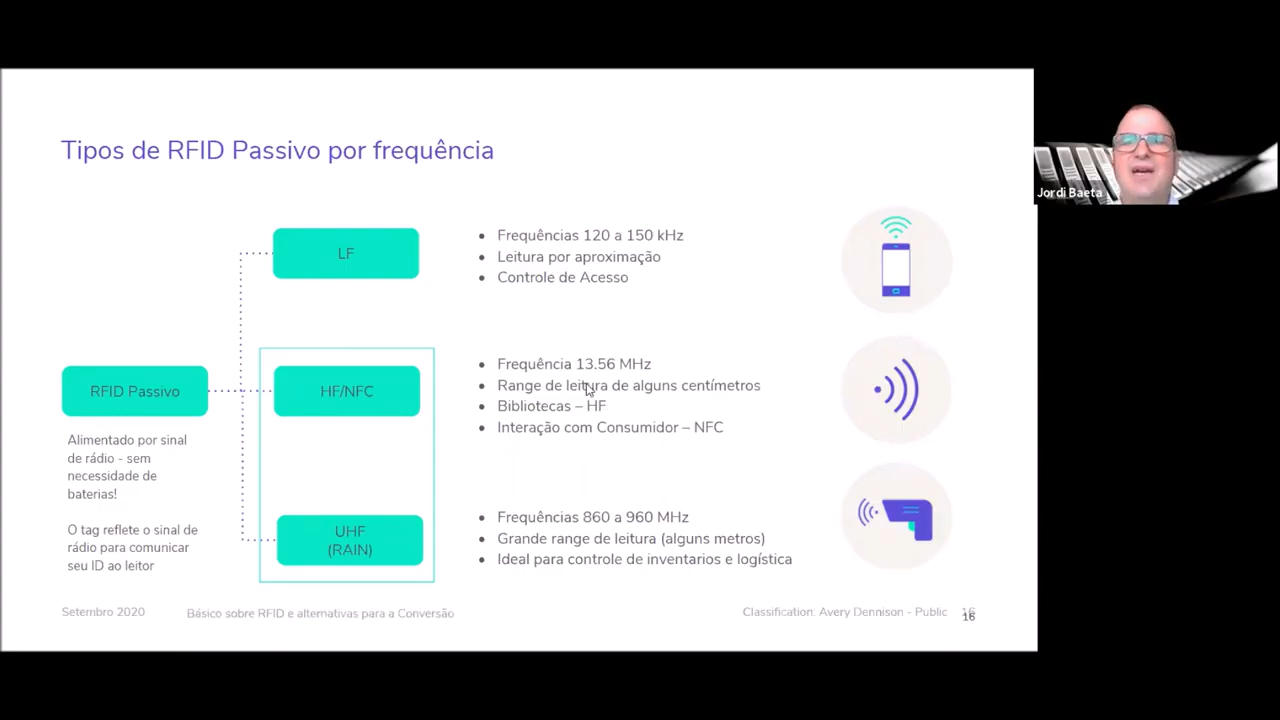 Tipos de RFID Passivo por frequência
Jordi Baeta
LF
• Frequências 120 a 150 kHz
• Leitura por aproximação
• Controle de Acesso
RFID Passivo
HF/NFC
• Frequência 13.56 MHz
• Range de leitura de alguns centímetros
• Bibliotecas – HF
• Interação com Consumidor – NFC
Alimentado por sinal
de rádio - sem
necessidade de
baterias!
O tag reflete o sinal de
rádio para comunicar
seu ID ao leitor
UHF
(RAIN)
• Frequências 860 a 960 MHz
• Grande range de leitura (alguns metros)
• Ideal para controle de inventarios e logística
Setembro 2020
Básico sobre RFID e alternativas para a Conversão
Classification: Avery Dennison - Public
16
16